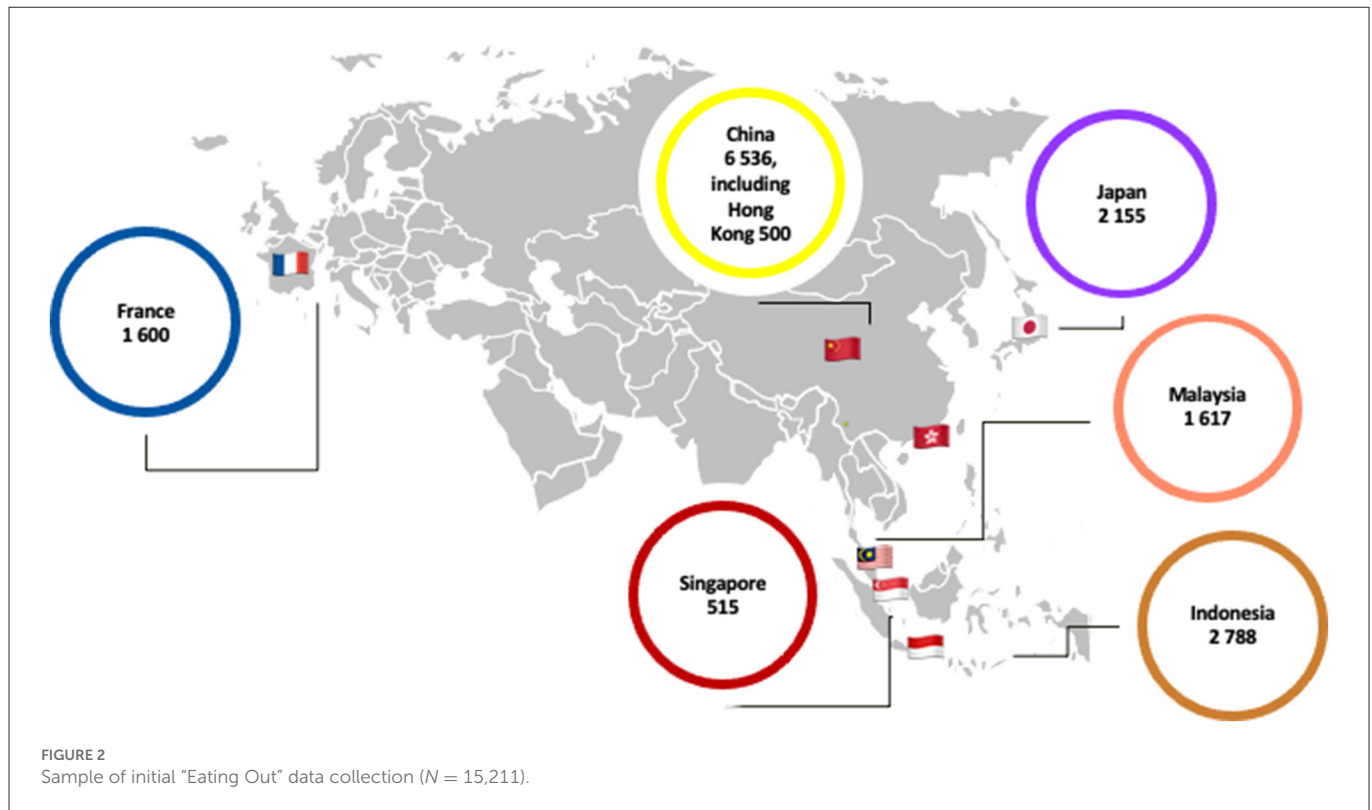 China
6 536,
including
Hong
Kong 500
Japan
2 155
France
1 600
Malaysia
1 617
Singapore
515
Indonesia
2 788
FIGURE 2
Sample of initial "Eating Out" data collection (N = 15,211).